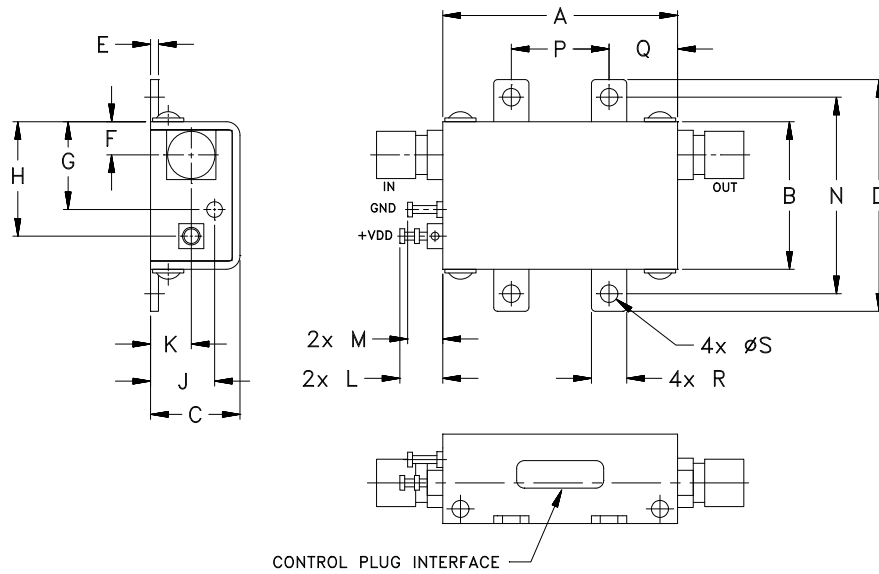 A
E
P
Q
F
G
H
IN
OUT
GND
+VDD
B
N
D
K
J
C
2x M
2x L
4x øS
4x R
CONTROL PLUG INTERFACE